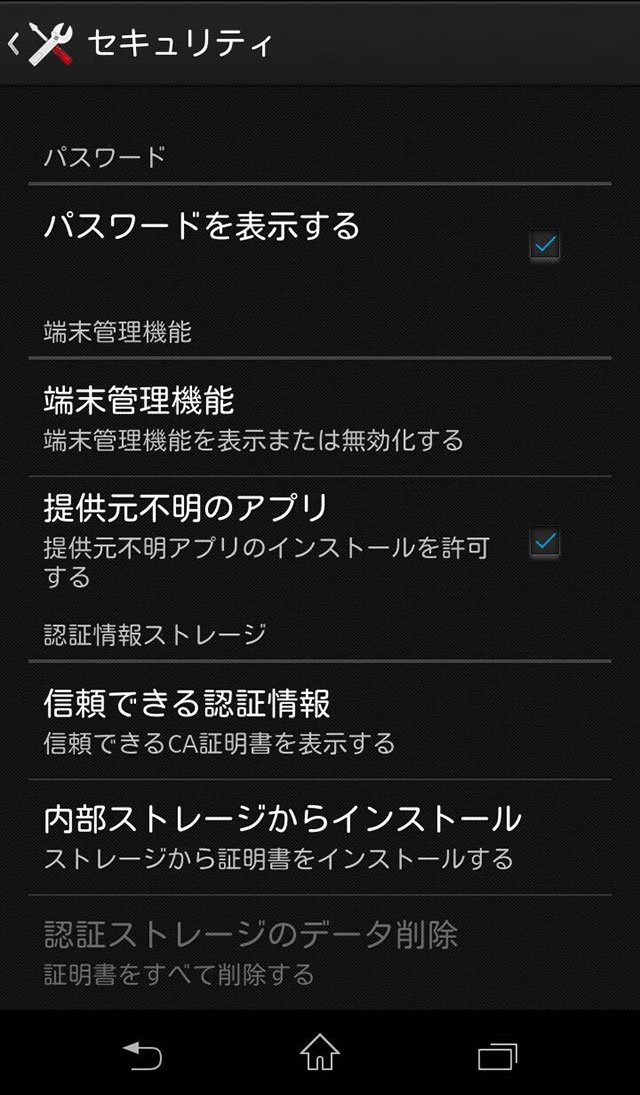 セキュリティ
パスワード
パスワードを表示する
端末管理機能
端末管理機能
端末管理機能を表示または無効化する
提供元不明のアプリ
提供元不明アプリのインストールを許可
する
認証情報ストレージ
信頼できる認証情報
信頼できるCA証明書を表示する
内部ストレージからインストール
ストレージから証明書をインストールする
認証ストレージのデータ削除
証明書をすべて削除する